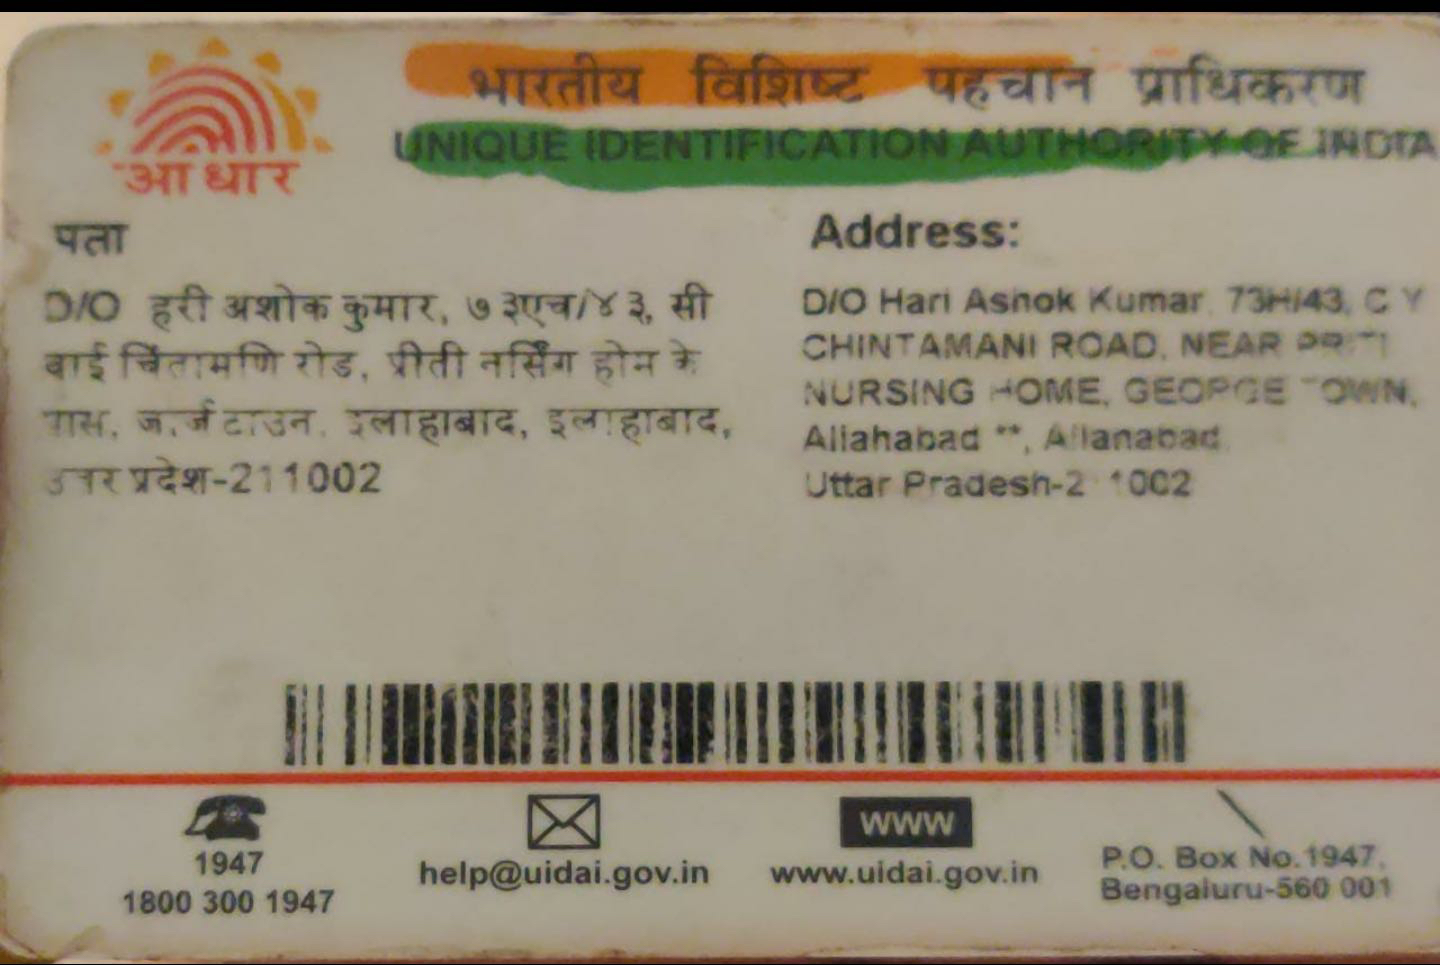 आधार
भारतीय विशिष्ट पहचान प्राधिकरण
UNIQUE IDENTIFICATION AUTHORITY OF INDIA
पता
D/O हरी अशोक कुमार, ७३एच/४३, सी
वाई चिंतामणि रोड, प्रीती नर्सिंग होम के
पास, जॉर्ज टाउन, इलाहाबाद, इलाहाबाद,
उत्तर प्रदेश-211002
Address:
D/O Hari Ashok Kumar, 73H/43, C Y
CHINTAMANI ROAD, NEAR PRITI
NURSING HOME, GEORGE TOWN,
Allahabad **, Allahabad,
Uttar Pradesh-211002
1947
1800 300 1947
help@uidai.gov.in
WWW
www.uidai.gov.in
P.O. Box No.1947,
Bengaluru-560 001